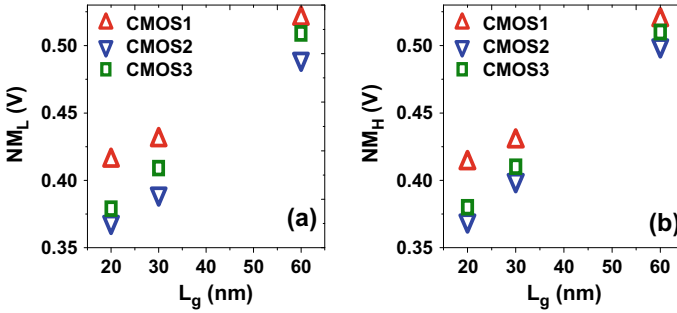 CMOS1
CMOS2
CMOS3
0.50
0.45
0.40
0.35
NM_L (V)
20 30 40 50 60
L_g (nm)
(a)
CMOS1
CMOS2
CMOS3
0.50
0.45
0.40
0.35
NM_H (V)
20 30 40 50 60
L_g (nm)
(b)